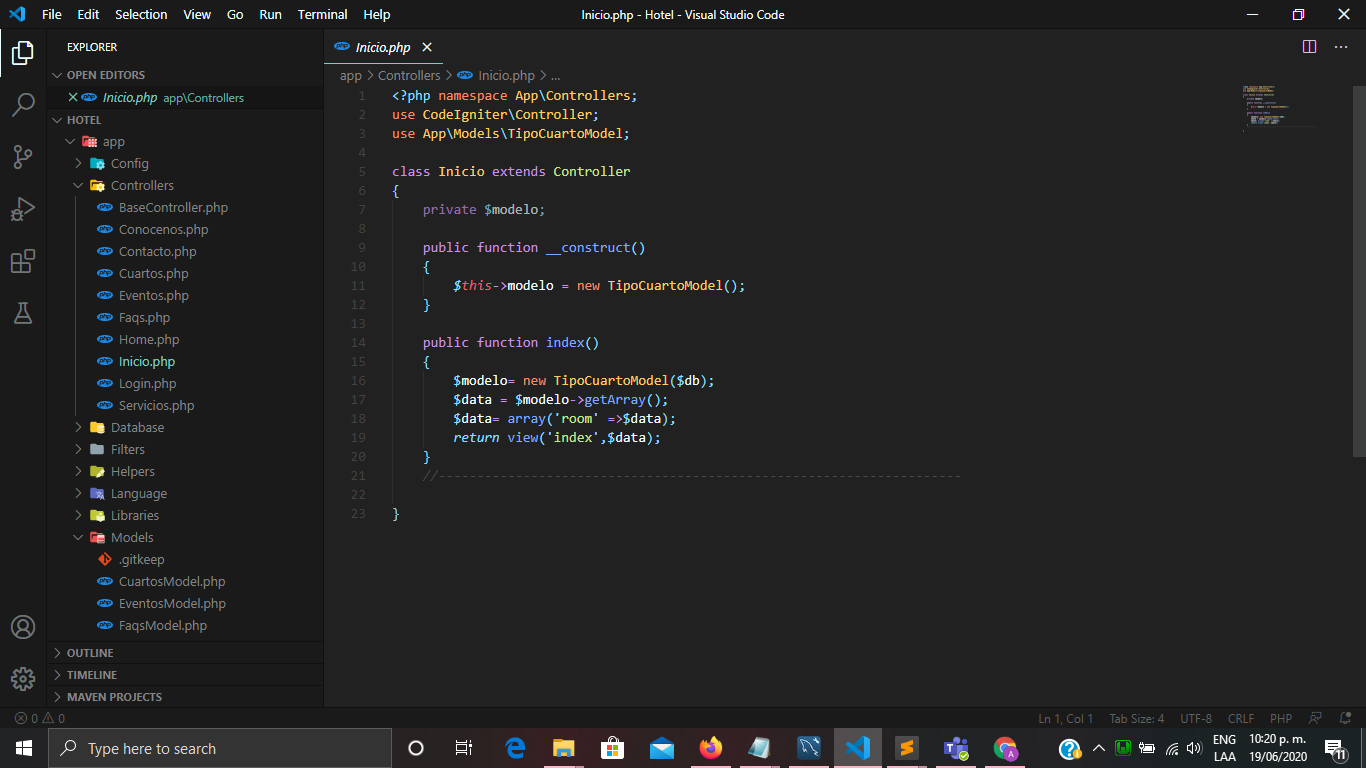 File Edit Selection View Go Run Terminal Help
Inicio.php - Hotel - Visual Studio Code
EXPLORER
OPEN EDITORS
Inicio.php app\Controllers
HOTEL
app
Config
Controllers
BaseController.php
Conocenos.php
Contacto.php
Cuartos.php
Eventos.php
Faqs.php
Home.php
Inicio.php
Login.php
Servicios.php
Database
Filters
Helpers
Language
Libraries
Models
.gitkeep
CuartosModel.php
EventosModel.php
FaqsModel.php
OUTLINE
TIMELINE
MAVEN PROJECTS
Inicio.php
app > Controllers > Inicio.php > ...
1 <?php namespace App\Controllers;
2 use CodeIgniter\Controller;
3 use App\Models\TipoCuartoModel;
4
5 class Inicio extends Controller
6 {
7 private $modelo;
8
9 public function __construct()
10 {
11 $this->modelo = new TipoCuartoModel();
12 }
13
14 public function index()
15 {
16 $modelo= new TipoCuartoModel($db);
17 $data = $modelo->getArray();
18 $data= array('room' =>$data);
19 return view('index',$data);
20 }
21 //--------------------------------------------------------------------
22
23 }
0 0
Ln 1, Col 1 Tab Size: 4 UTF-8 CRLF PHP
Type here to search
ENG
LAA
10:20 p. m.
19/06/2020
11